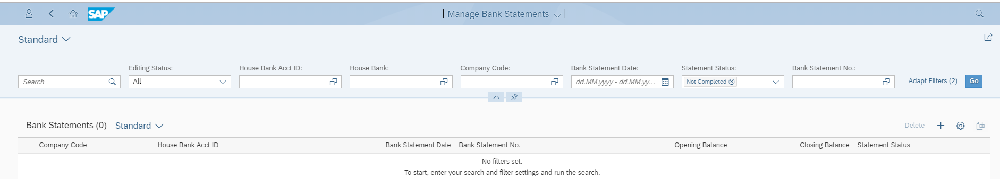 SAP Manage Bank Statements
Standard
Editing Status: House Bank Acct ID: House Bank: Company Code: Bank Statement Date: Statement Status: Bank Statement No.:
Search All dd.MM.yyyy - dd.MM.yy... Not Completed Adapt Filters (2) Go
Bank Statements (0) Standard Delete
Company Code House Bank Acct ID Bank Statement Date Bank Statement No. Opening Balance Closing Balance Statement Status
No filters set.
To start, enter your search and filter settings and run the search.